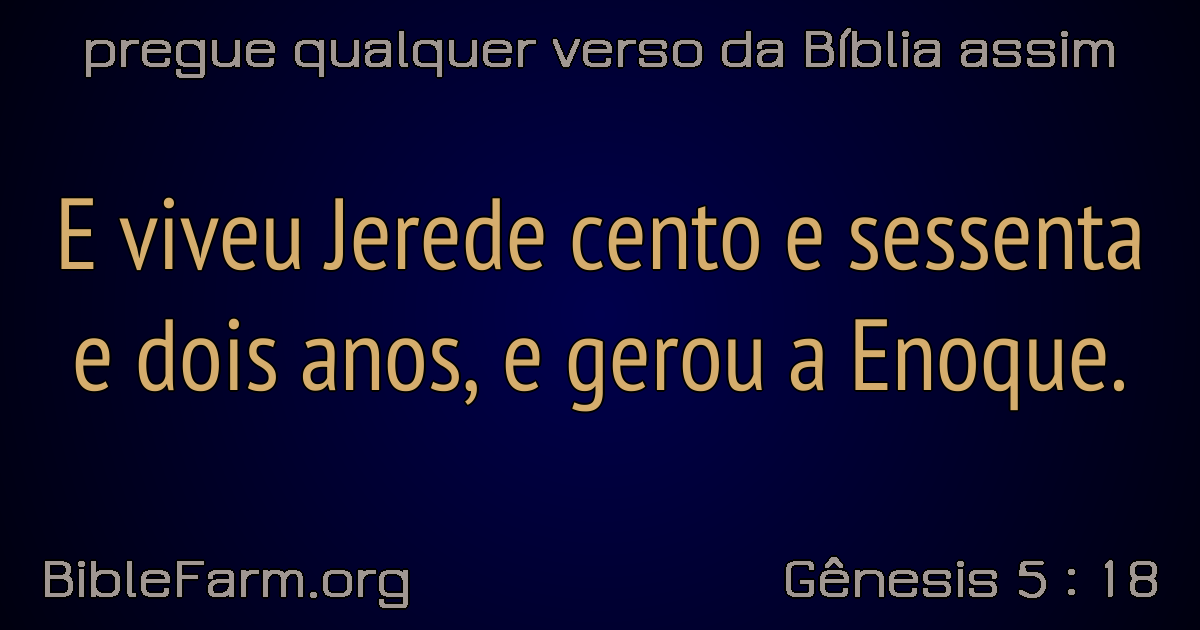 pregue qualquer verso da Bíblia assim
E viveu Jerede cento e sessenta
e dois anos, e gerou a Enoque.
BibleFarm.org
Gênesis 5 : 18